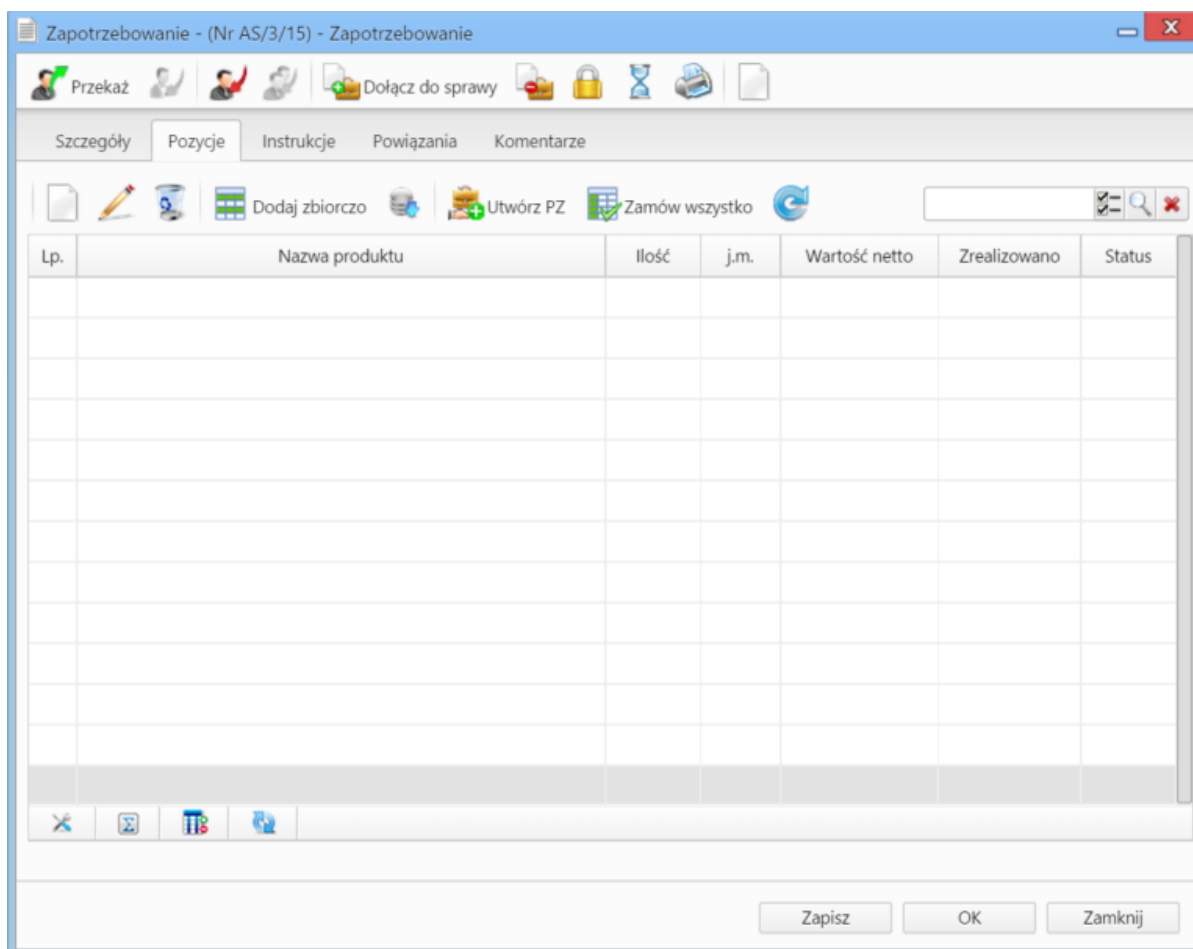 Zapotrzebowanie - (Nr AS/3/15) - Zapotrzebowanie
Przekaż Dołącz do sprawy
Szczegóły Pozycje Instrukcje Powiązania Komentarze
Dodaj zbiorczo Utwórz PZ Zamów wszystko
Lp. Nazwa produktu Ilość j.m. Wartość netto Zrealizowano Status
Zapisz OK Zamknij